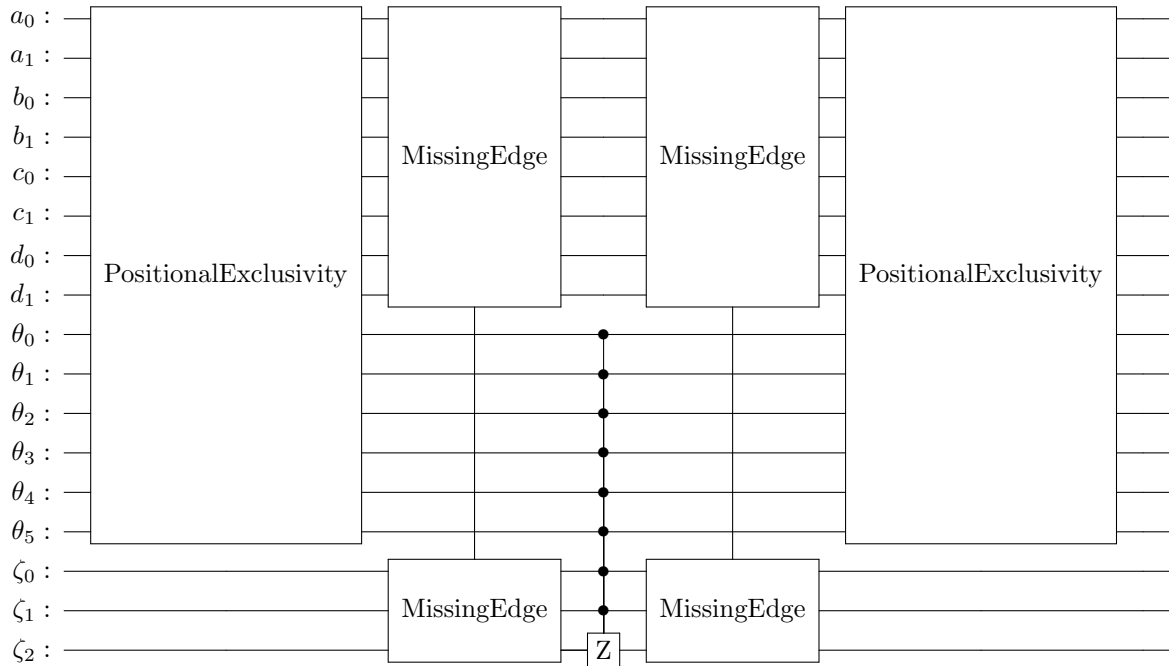 a₀ :
a₁ :
b₀ :
b₁ :
MissingEdge MissingEdge
c₀ :
c₁ :
d₀ :
PositionalExclusivity PositionalExclusivity
d₁ :
θ₀ :
θ₁ :
θ₂ :
θ₃ :
θ₄ :
θ₅ :
ζ₀ :
ζ₁ : MissingEdge MissingEdge
ζ₂ : Z